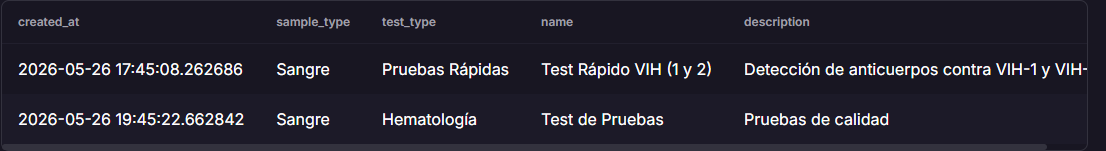 created_at sample_type test_type name description
2026-05-26 17:45:08.262686 Sangre Pruebas Rápidas Test Rápido VIH (1 y 2) Detección de anticuerpos contra VIH-1 y VIH-
2026-05-26 19:45:22.662842 Sangre Hematología Test de Pruebas Pruebas de calidad